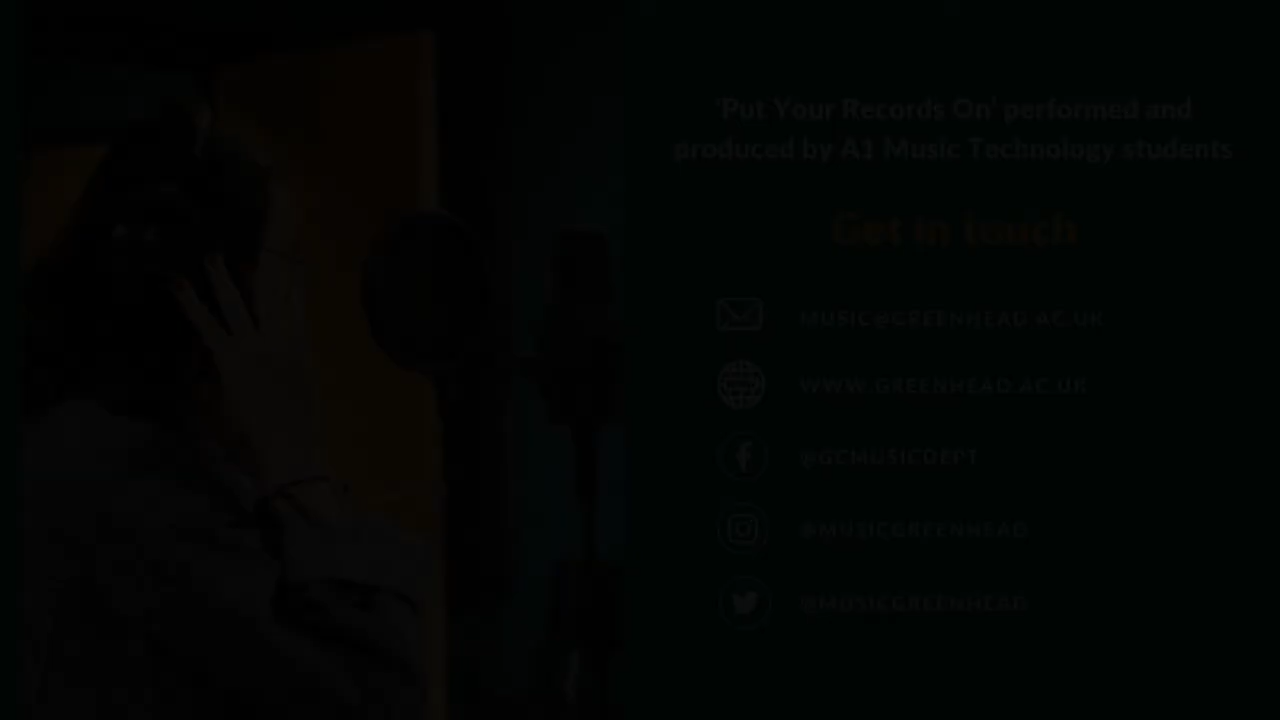 'Put Your Records On' performed and
produced by A1 Music Technology students
Get in touch
MUSIC@GREENHEAD.AC.UK
WWW.GREENHEAD.AC.UK
@GCMUSICDEPT
@MUSICGREENHEAD
@MUSICGREENHEAD